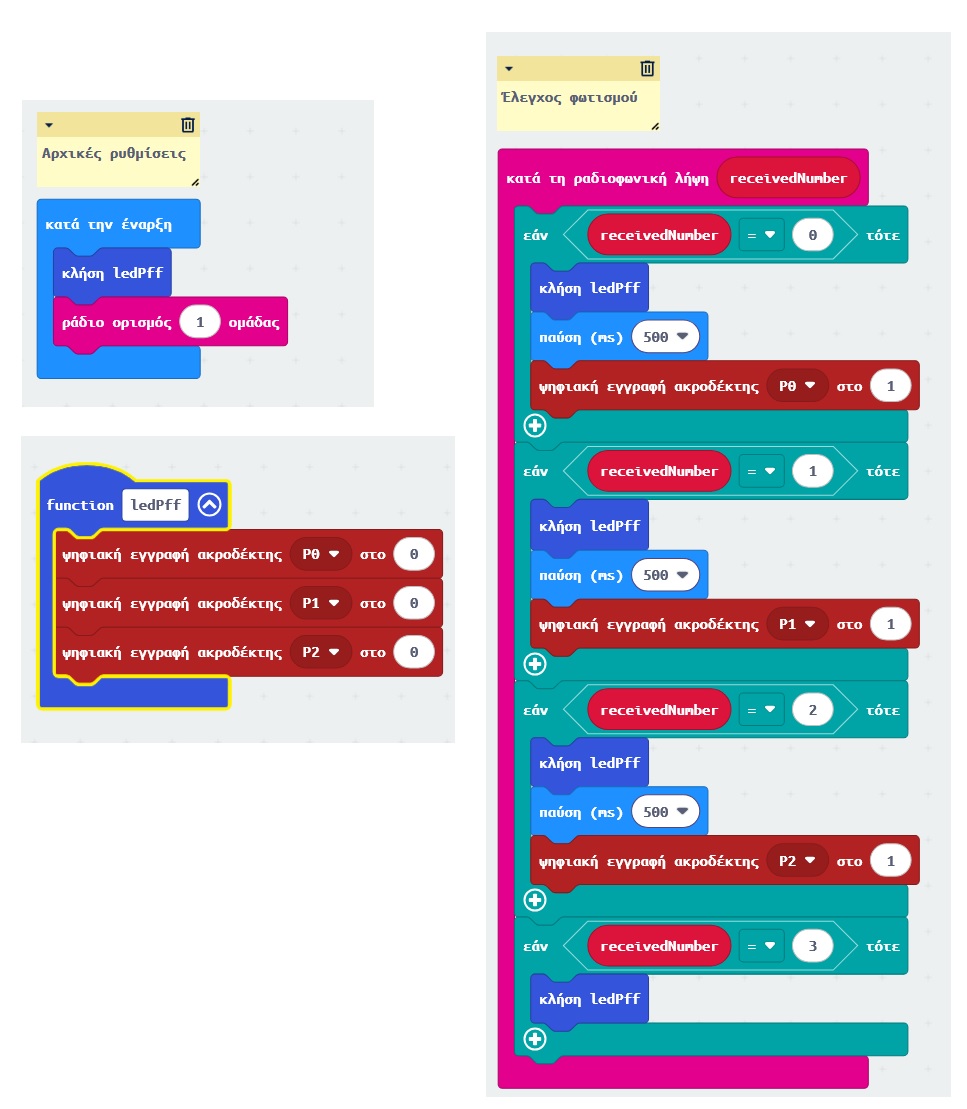 Αρχικές ρυθμίσεις
κατά την έναρξη
κλήση ledPff
ράδιο ορισμός 1 ομάδας
function ledPff
ψηφιακή εγγραφή ακροδέκτης P0 στο 0
ψηφιακή εγγραφή ακροδέκτης P1 στο 0
ψηφιακή εγγραφή ακροδέκτης P2 στο 0
Έλεγχος φωτισμού
κατά τη ραδιοφωνική λήψη receivedNumber
εάν receivedNumber = 0 τότε
κλήση ledPff
παύση (ms) 500
ψηφιακή εγγραφή ακροδέκτης P0 στο 1
εάν receivedNumber = 1 τότε
κλήση ledPff
παύση (ms) 500
ψηφιακή εγγραφή ακροδέκτης P1 στο 1
εάν receivedNumber = 2 τότε
κλήση ledPff
παύση (ms) 500
ψηφιακή εγγραφή ακροδέκτης P2 στο 1
εάν receivedNumber = 3 τότε
κλήση ledPff